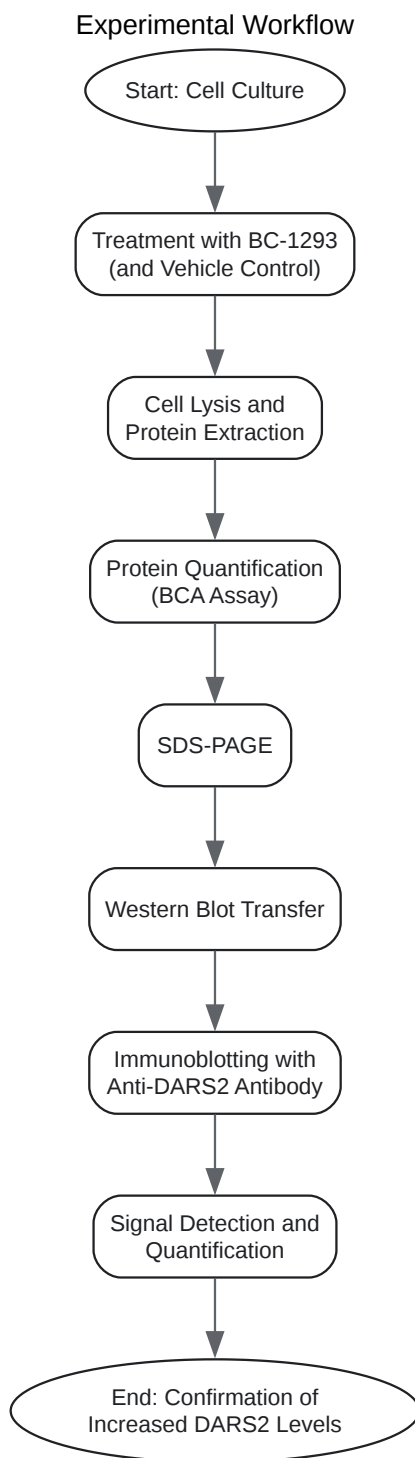 Experimental Workflow
Start: Cell Culture
Treatment with BC-1293
(and Vehicle Control)
Cell Lysis and
Protein Extraction
Protein Quantification
(BCA Assay)
SDS-PAGE
Western Blot Transfer
Immunoblotting with
Anti-DARS2 Antibody
Signal Detection and
Quantification
End: Confirmation of
Increased DARS2 Levels